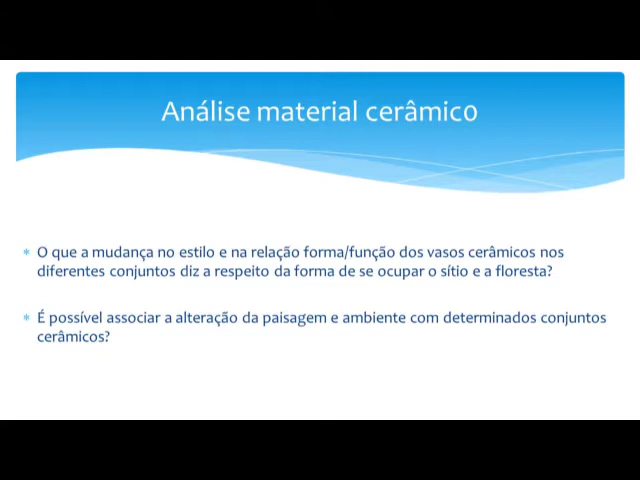 Análise material cerâmic0
* O que a mudança no estilo e na relação forma/função dos vasos cerâmicos nos
diferentes conjuntos diz a respeito da forma de se ocupar o sítio e a floresta?
* É possível associar a alteração da paisagem e ambiente com determinados conjuntos
cerâmicos?